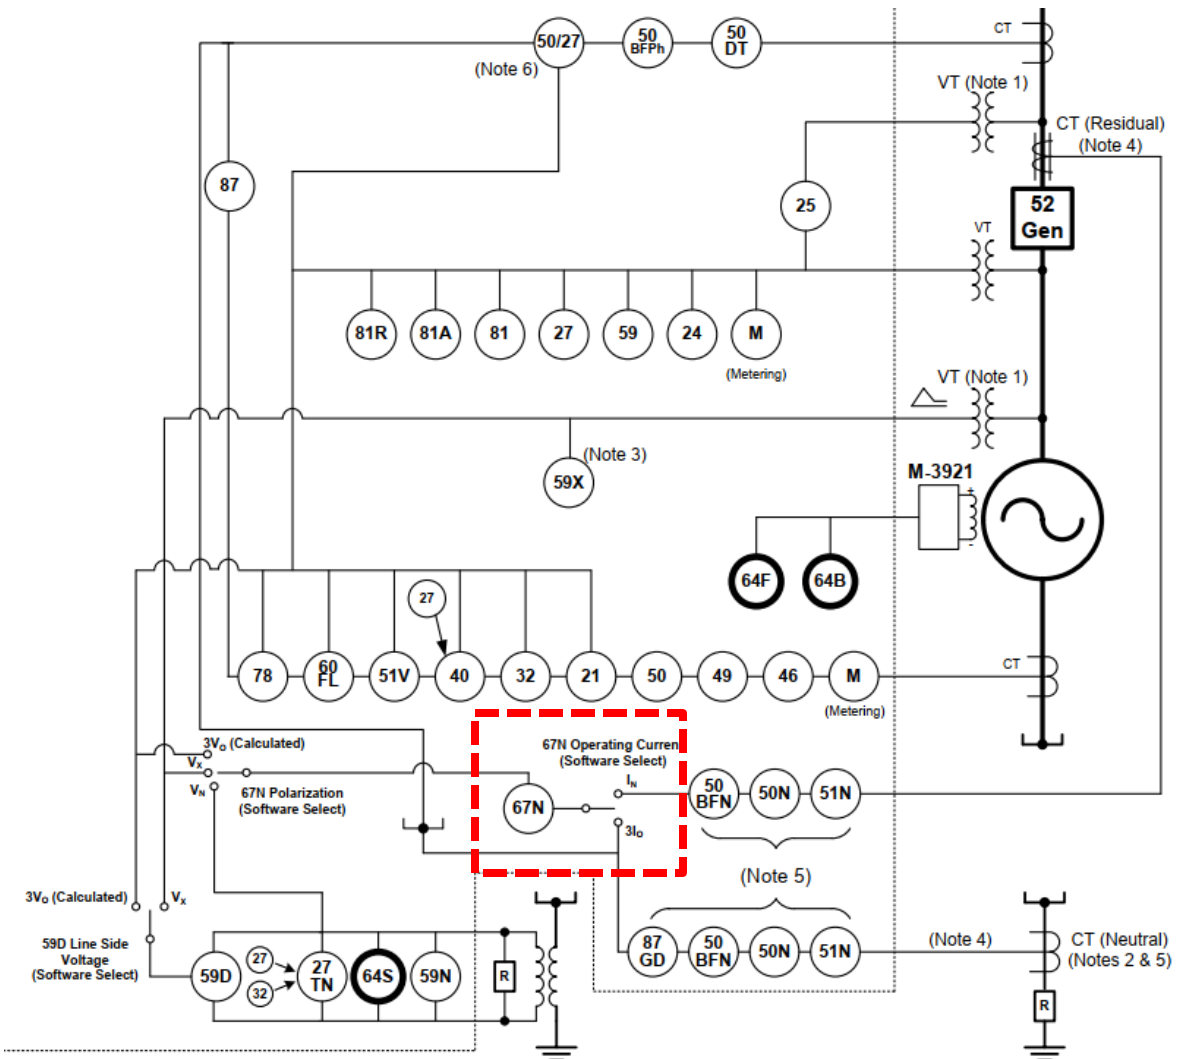 CT
50/27
50
BFPh
50
DT
(Note 6)
VT (Note 1)
CT (Residual)
(Note 4)
87
25
52
Gen
VT
81R
81A
81
27
59
24
M
(Metering)
VT (Note 1)
(Note 3)
59X
M-3921
+
-
64F
64B
27
78
60
FL
51V
40
32
21
50
49
46
M
CT
(Metering)
3VO (Calculated)
VX
VN
67N Polarization
(Software Select)
67N Operating Curren
(Software Select)
IN
67N
3IO
50
BFN
50N
51N
(Note 5)
3VO (Calculated)
VX
59D Line Side
Voltage
(Software Select)
59D
27
32
27
TN
64S
59N
R
87
GD
50
BFN
50N
51N
(Note 4)
CT (Neutral)
(Notes 2 & 5)
R